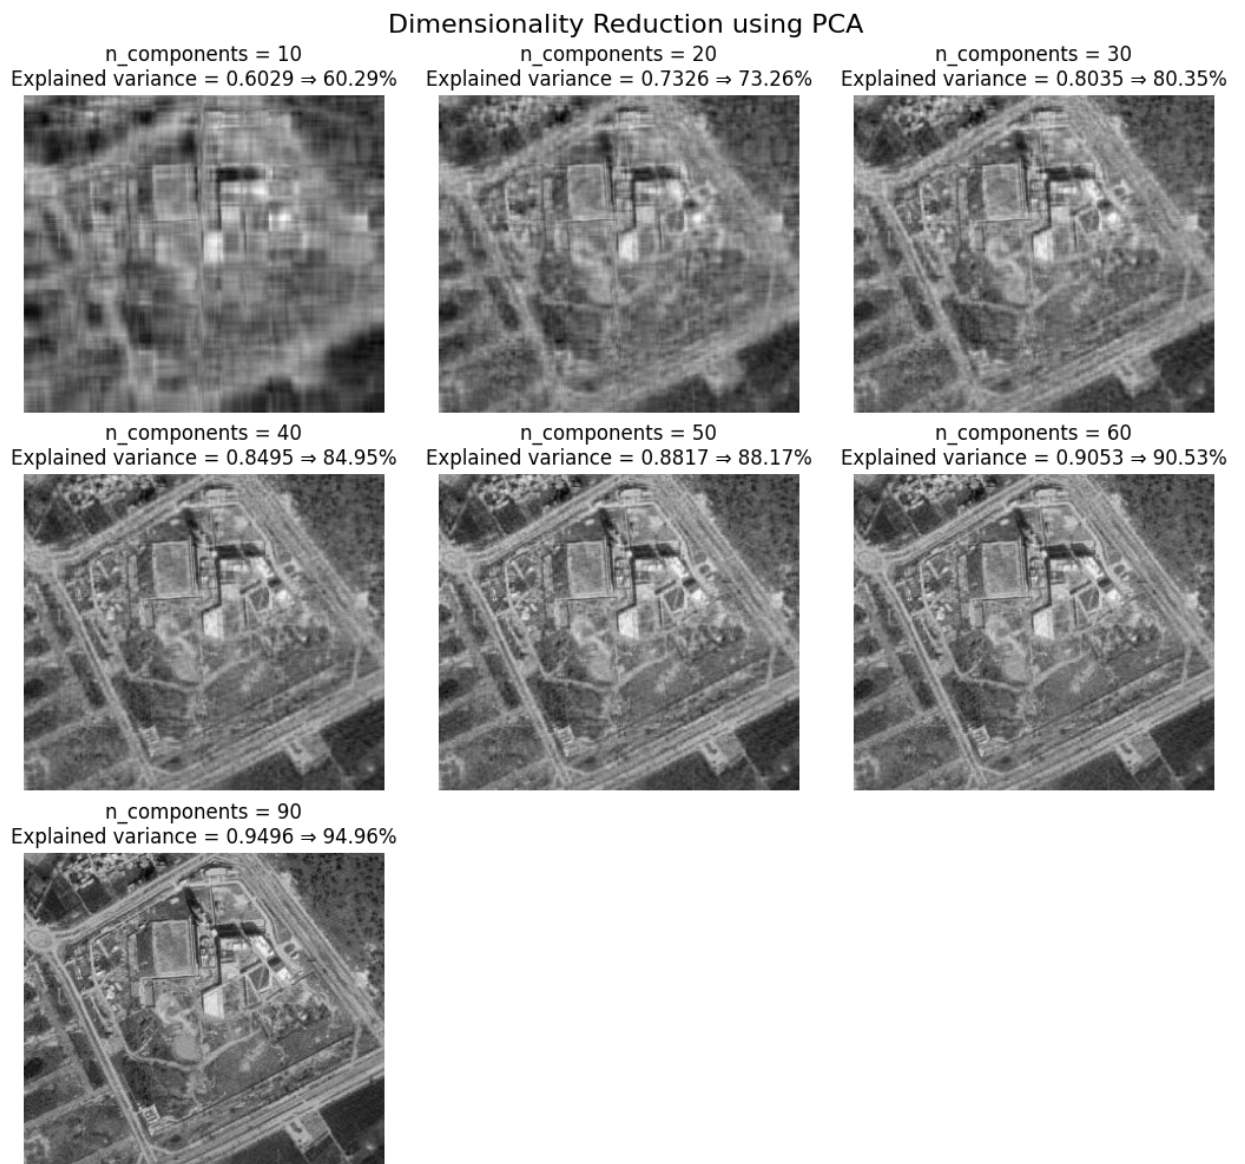 Dimensionality Reduction using PCA
n_components = 10
Explained variance = 0.6029 ⇒ 60.29%
n_components = 20
Explained variance = 0.7326 ⇒ 73.26%
n_components = 30
Explained variance = 0.8035 ⇒ 80.35%
n_components = 40
Explained variance = 0.8495 ⇒ 84.95%
n_components = 50
Explained variance = 0.8817 ⇒ 88.17%
n_components = 60
Explained variance = 0.9053 ⇒ 90.53%
n_components = 90
Explained variance = 0.9496 ⇒ 94.96%